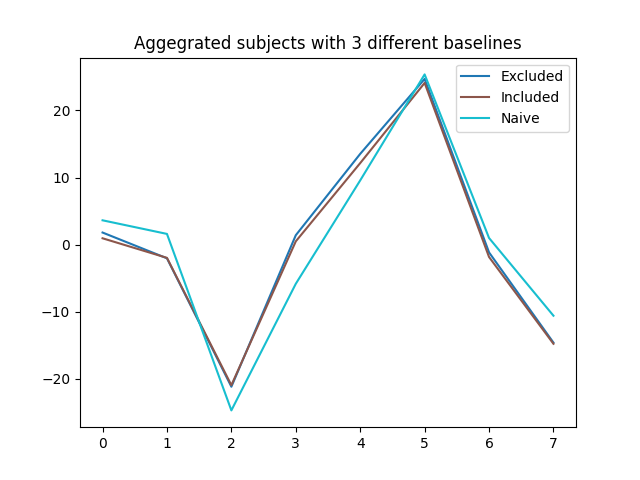 Aggegrated subjects with 3 different baselines
Excluded
Included
Naive
20
10
0
−10
−20
0 1 2 3 4 5 6 7